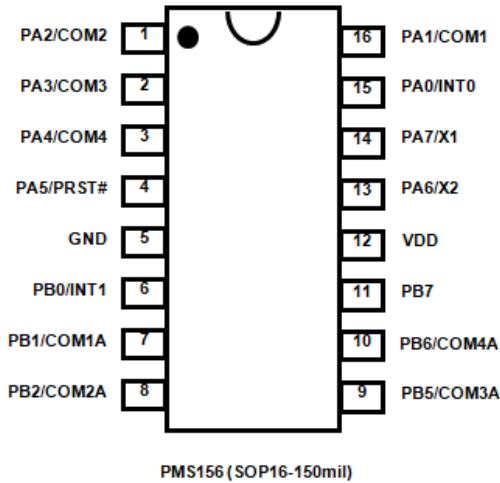 PA2/COM2 1 16 PA1/COM1
PA3/COM3 2 15 PA0/INT0
PA4/COM4 3 14 PA7/X1
PA5/PRST# 4 13 PA6/X2
GND 5 12 VDD
PB0/INT1 6 11 PB7
PB1/COM1A 7 10 PB6/COM4A
PB2/COM2A 8 9 PB5/COM3A
PMS156 (SOP16-150mil)